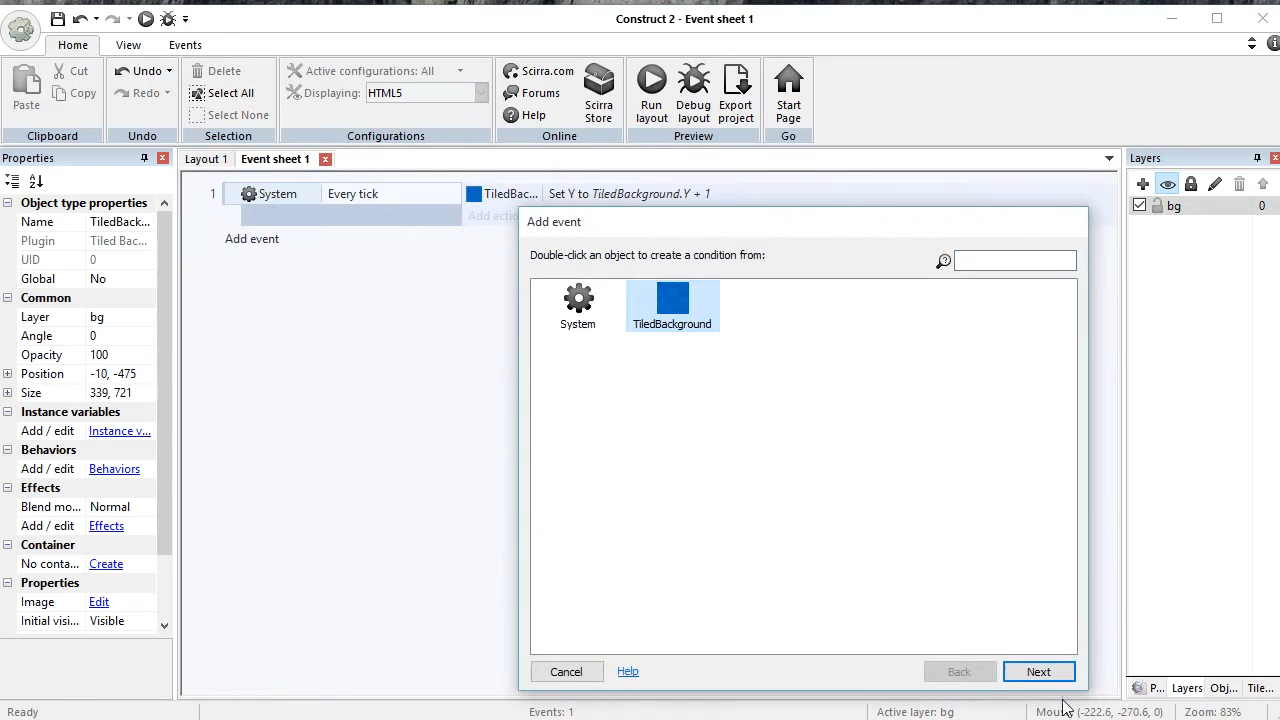 Construct 2 - Event sheet 1
Home View Events
Paste
Cut
Copy
Clipboard
Undo
Redo
Undo
Delete
Select All
Select None
Selection
Active configurations: All
Displaying: HTML5
Configurations
Scirra.com
Forums
Help
Scirra
Store
Online
Run
layout
Debug
layout
Export
project
Preview
Start
Page
Go
Properties
Object type properties
Name TiledBack...
Plugin Tiled Bac...
UID 0
Global No
Common
Layer bg
Angle 0
Opacity 100
Position -10, -475
Size 339, 721
Instance variables
Add / edit Instance v...
Behaviors
Add / edit Behaviors
Effects
Blend mo... Normal
Add / edit Effects
Container
No conta... Create
Properties
Image Edit
Initial visi... Visible
Layout 1 Event sheet 1
1 System Every tick TiledBac... Set Y to TiledBackground.Y + 1
Add actio
Add event
Add event
Double-click an object to create a condition from:
System
TiledBackground
Cancel Help Back Next
Layers
bg 0
P... Layers Obj... Tile...
Ready Events: 1 Active layer: bg Mous (-222.6, -270.6, 0) Zoom: 83%